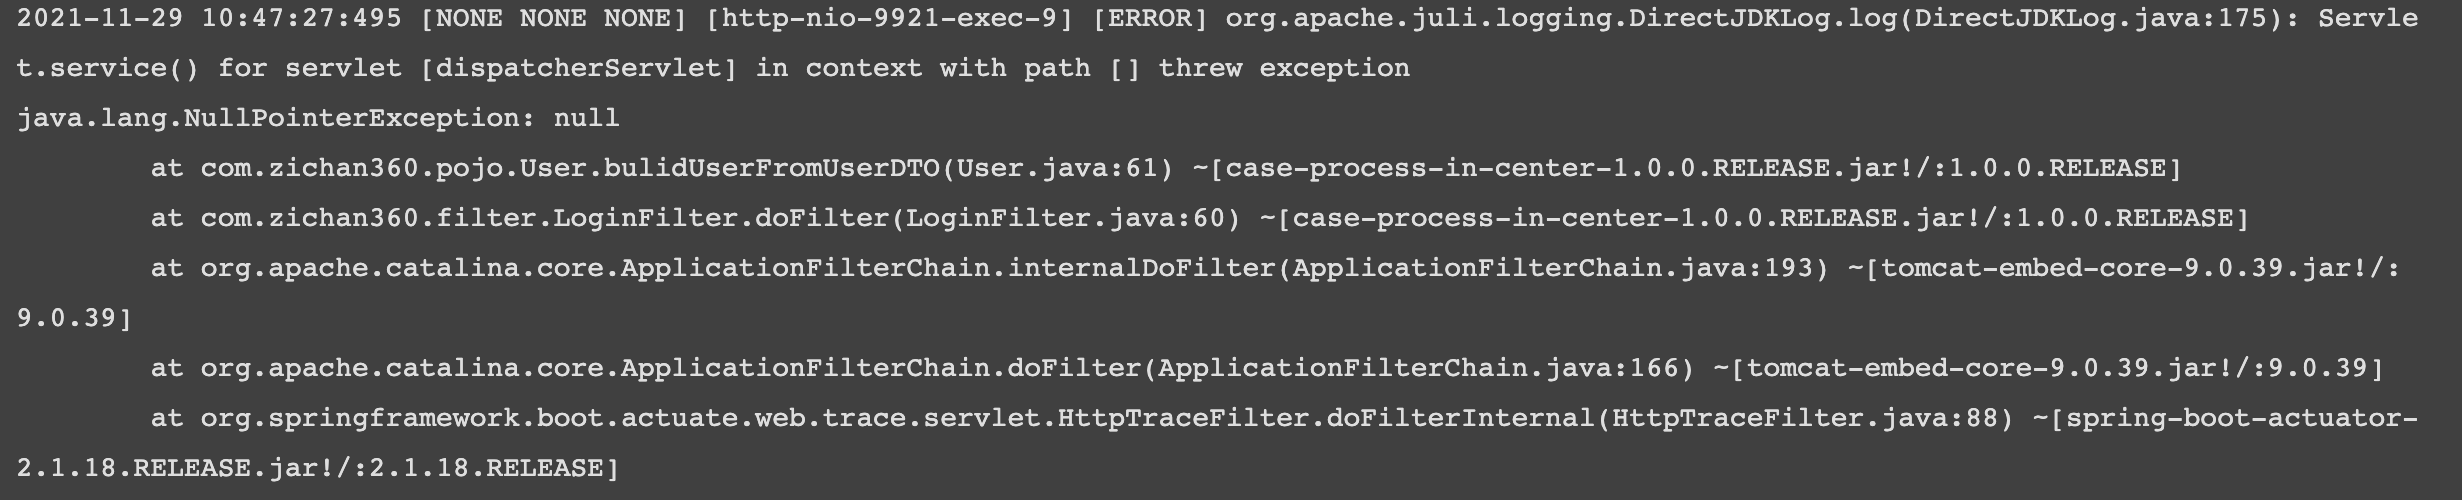 2021-11-29 10:47:27:495 [NONE NONE NONE] [http-nio-9921-exec-9] [ERROR] org.apache.juli.logging.DirectJDKLog.log(DirectJDKLog.java:175): Servle
t.service() for servlet [dispatcherServlet] in context with path [] threw exception
java.lang.NullPointerException: null
        at com.zichan360.pojo.User.bulidUserFromUserDTO(User.java:61) ~[case-process-in-center-1.0.0.RELEASE.jar!/:1.0.0.RELEASE]
        at com.zichan360.filter.LoginFilter.doFilter(LoginFilter.java:60) ~[case-process-in-center-1.0.0.RELEASE.jar!/:1.0.0.RELEASE]
        at org.apache.catalina.core.ApplicationFilterChain.internalDoFilter(ApplicationFilterChain.java:193) ~[tomcat-embed-core-9.0.39.jar!/:
9.0.39]
        at org.apache.catalina.core.ApplicationFilterChain.doFilter(ApplicationFilterChain.java:166) ~[tomcat-embed-core-9.0.39.jar!/:9.0.39]
        at org.springframework.boot.actuate.web.trace.servlet.HttpTraceFilter.doFilterInternal(HttpTraceFilter.java:88) ~[spring-boot-actuator-
2.1.18.RELEASE.jar!/:2.1.18.RELEASE]